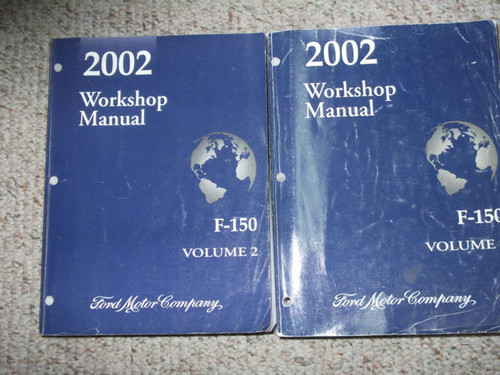 2002
Workshop
Manual
F-150
VOLUME 2
Ford Motor Company
2002
Workshop
Manual
F-150
VOLUME
Ford Motor Company